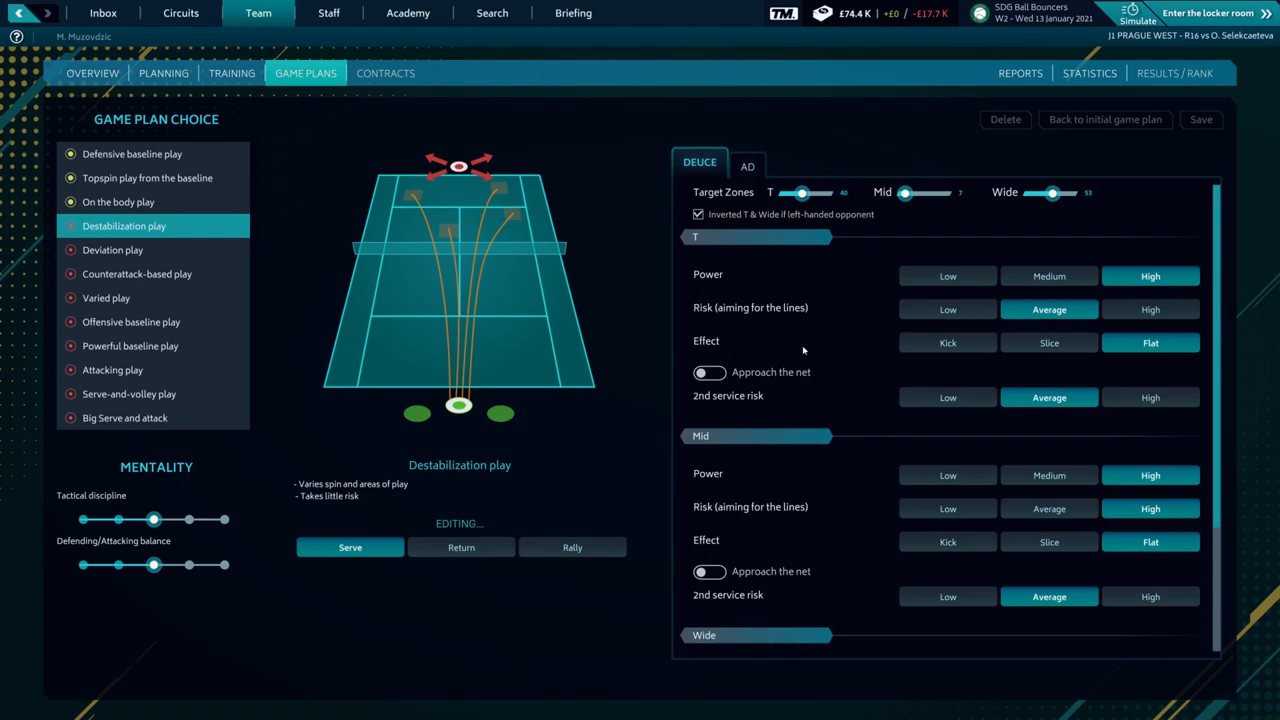 Inbox Circuits Team Staff Academy Search Briefing TM. £74.4 K | +£0 / -£17.7 K SDG Ball Bouncers
W2 - Wed 13 January 2021 Simulate Enter the locker room
? M. Muzovdzic J1 PRAGUE WEST - R16 vs O. Selekcaeteva
OVERVIEW PLANNING TRAINING GAME PLANS CONTRACTS REPORTS STATISTICS RESULTS / RANK
GAME PLAN CHOICE
Delete Back to initial game plan Save
Defensive baseline play
Topspin play from the baseline
On the body play
Destabilization play
Deviation play
Counterattack-based play
Varied play
Offensive baseline play
Powerful baseline play
Attacking play
Serve-and-volley play
Big Serve and attack
MENTALITY
Tactical discipline
Defending/Attacking balance
Destabilization play
- Varies spin and areas of play
- Takes little risk
EDITING...
Serve Return Rally
DEUCE AD
Target Zones T 40 Mid 7 Wide 53
Inverted T & Wide if left-handed opponent
T
Power Low Medium High
Risk (aiming for the lines) Low Average High
Effect Kick Slice Flat
Approach the net
2nd service risk Low Average High
Mid
Power Low Medium High
Risk (aiming for the lines) Low Average High
Effect Kick Slice Flat
Approach the net
2nd service risk Low Average High
Wide